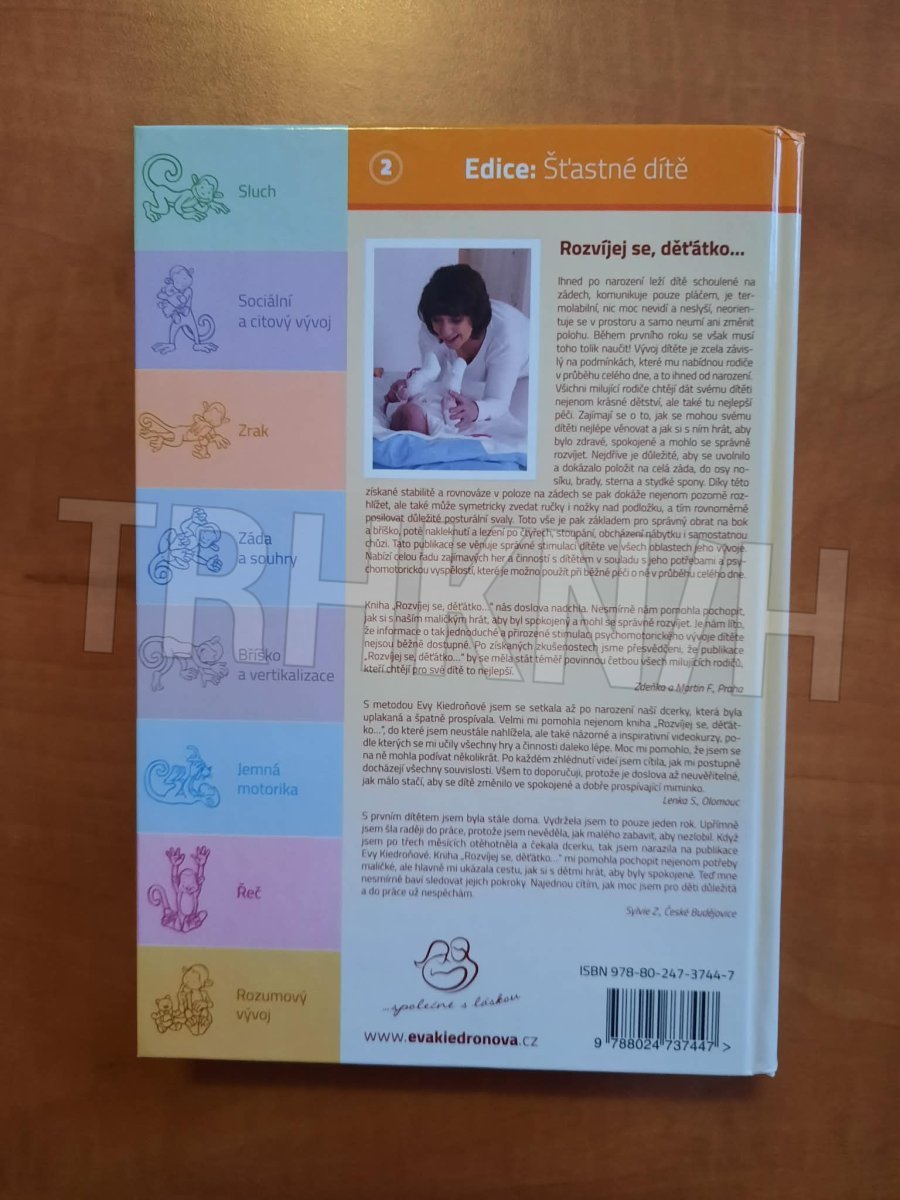 Sluch
Sociální
a citový vývoj
Zrak
Záda
a souhry
Bříško
a vertikalizace
Jemná
motorika
Řeč
Rozumový
vývoj
2
Edice: Šťastné dítě
Rozvíjej se, děťátko...
Ihned po narození leží dítě schoulené na
zádech, komunikuje pouze pláčem, je ter-
molabilní, nic moc nevidí a neslyší, neorien-
tuje se v prostoru a samo neumí ani změnit
polohu. Během prvního roku se však musí
toho tolik naučit! Vývoj dítěte je zcela závis-
lý na podmínkách, které mu nabídnou rodiče
v průběhu celého dne, a to ihned od narození.
Všichni milující rodiče chtějí dát svému dítěti
nejenom krásné dětství, ale také tu nejlepší
péči. Zajímají se o to, jak se mohou svému
dítěti nejlépe věnovat a jak si s ním hrát, aby
bylo zdravé, spokojené a mohlo se správně
rozvíjet. Nejdříve je důležité, aby se uvolnilo
a dokázalo položit na celá záda, do osy no-
síku, brady, sterna a stydké spony. Díky této
získané stabilitě a rovnováze v poloze na zádech se pak dokáže nejenom pozorně roz-
hlížet, ale také může symetricky zvedat ručky i nožky nad podložku, a tím rovnoměrně
posilovat důležité posturální svaly. Toto vše je pak základem pro správný obrat na bok
a bříško, poté nakleknutí a lezení po čtyřech, stoupání, obcházení nábytku i samostatnou
chůzi. Tato publikace se věnuje správné stimulaci dítěte ve všech oblastech jeho vývoje.
Nabízí celou řadu zajímavých her a činností s dítětem v souladu s jeho potřebami a psy-
chomotorickou vyspělostí, které je možno použít při běžné péči o ně v průběhu celého dne.
Kniha „Rozvíjej se, děťátko...“ nás doslova nadchla. Nesmírně nám pomohla pochopit,
jak si s naším maličkým hrát, aby byl spokojený a mohl se správně rozvíjet. Je nám líto,
že informace o tak jednoduché a přirozené stimulaci psychomotorického vývoje dítěte
nejsou běžně dostupné. Po získaných zkušenostech jsme přesvědčeni, že publikace
„Rozvíjej se, děťátko...“ by se měla stát téměř povinnou četbou všech milujících rodičů,
kteří chtějí pro své dítě to nejlepší.
Zdeňka a Martin F., Praha
S metodou Evy Kiedroňové jsem se setkala až po narození naší dcerky, která byla
uplakaná a špatně prospívala. Velmi mi pomohla nejenom kniha „Rozvíjej se, děťát-
ko...“, do které jsem neustále nahlížela, ale také názorné a inspirativní videokurzy, po-
dle kterých se mi učily všechny hry a činnosti daleko lépe. Moc mi pomohlo, že jsem se
na ně mohla podívat několikrát. Po každém zhlédnutí videí jsem cítila, jak mi postupně
docházejí všechny souvislosti. Všem to doporučuji, protože je doslova až neuvěřitelné,
jak málo stačí, aby se dítě změnilo ve spokojené a dobře prospívající miminko.
Lenka S., Olomouc
S prvním dítětem jsem byla stále doma. Vydržela jsem to pouze jeden rok. Upřímně
jsem šla raději do práce, protože jsem nevěděla, jak malého zabavit, aby nezlobil. Když
jsem po třech měsících otěhotněla a čekala dcerku, tak jsem narazila na publikace
Evy Kiedroňové. Kniha „Rozvíjej se, děťátko...“ mi pomohla pochopit nejenom potřeby
maličké, ale hlavně mi ukázala cestu, jak si s dětmi hrát, aby byly spokojené. Teď mne
nesmírně baví sledovat jejich pokroky. Najednou cítím, jak moc jsem pro děti důležitá
a do práce už nespěchám.
Sylvie Z., České Budějovice
...společně s láskou
www.evakiedronova.cz
ISBN 978-80-247-3744-7
9 788024 737447 >
TRHKNIH